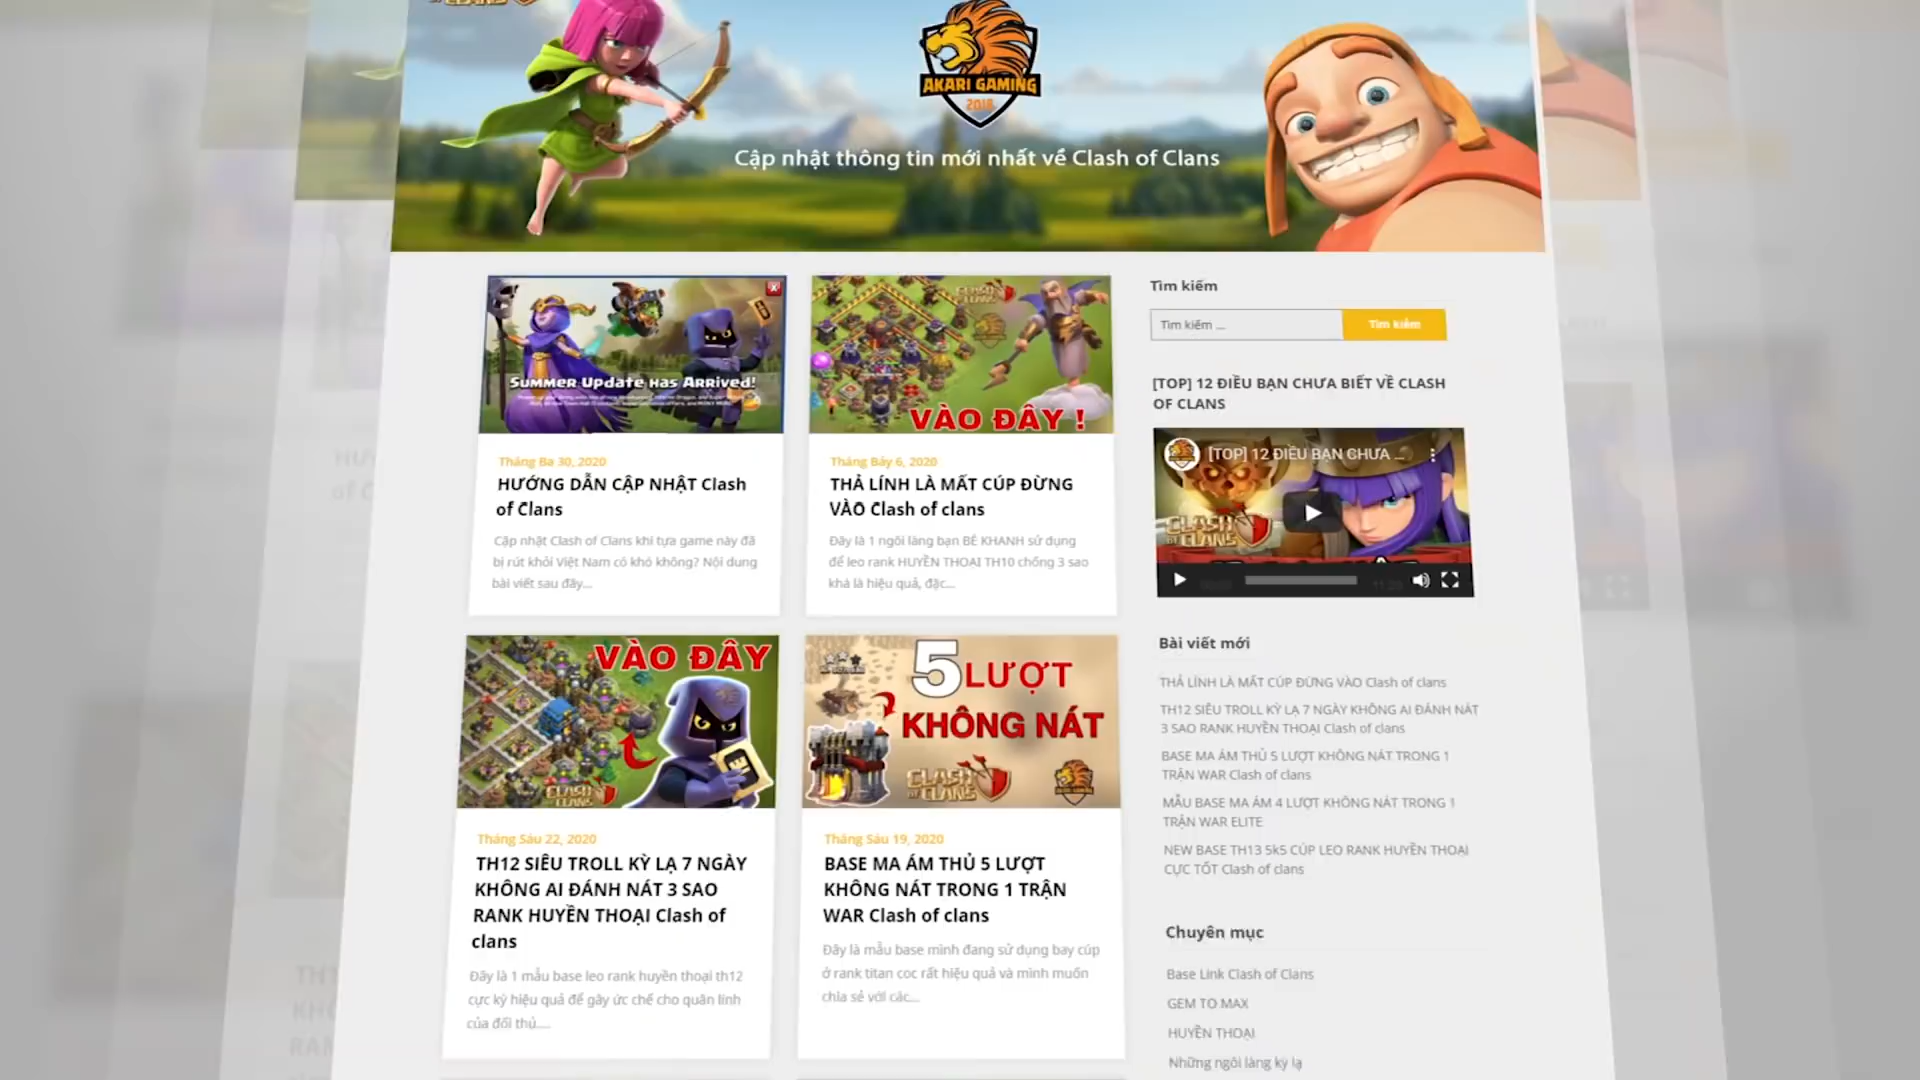 AKARI GAMING
2018
Cập nhật thông tin mới nhất về Clash of Clans
SUMMER UPDATE HAS ARRIVED!
Tháng Ba 30, 2020
HƯỚNG DẪN CẬP NHẬT Clash
of Clans
Cập nhật Clash of Clans khi tựa game này đã
bị rút khỏi Việt Nam có khó không? Nội dung
bài viết sau đây...
VÀO ĐÂY !
Tháng Bảy 6, 2020
THẢ LÍNH LÀ MẤT CÚP ĐỪNG
VÀO Clash of clans
Đây là 1 ngôi làng bạn BÉ KHANH sử dụng
để leo rank HUYỀN THOẠI TH10 chống 3 sao
khá là hiệu quả, đặc...
VÀO ĐÂY
CLASH OF CLANS
Tháng Sáu 22, 2020
TH12 SIÊU TROLL KỲ LẠ 7 NGÀY
KHÔNG AI ĐÁNH NÁT 3 SAO
RANK HUYỀN THOẠI Clash of
clans
Đây là 1 mẫu base leo rank huyền thoại th12
cực kỳ hiệu quả để gây ức chế cho quân lính
của đối thủ....
5 LƯỢT
KHÔNG NÁT
CLASH OF CLANS
Tháng Sáu 19, 2020
BASE MA ÁM THỦ 5 LƯỢT
KHÔNG NÁT TRONG 1 TRẬN
WAR Clash of clans
Đây là mẫu base mình đang sử dụng bay cúp
ở rank titan coc rất hiệu quả và mình muốn
chia sẻ với các...
Tìm kiếm
Tìm kiếm ...
Tìm kiếm
[TOP] 12 ĐIỀU BẠN CHƯA BIẾT VỀ CLASH
OF CLANS
[TOP] 12 ĐIỀU BẠN CHƯA ...
CLASH OF CLANS
Bài viết mới
THẢ LÍNH LÀ MẤT CÚP ĐỪNG VÀO Clash of clans
TH12 SIÊU TROLL KỲ LẠ 7 NGÀY KHÔNG AI ĐÁNH NÁT
3 SAO RANK HUYỀN THOẠI Clash of clans
BASE MA ÁM THỦ 5 LƯỢT KHÔNG NÁT TRONG 1
TRẬN WAR Clash of clans
MẪU BASE MA ÁM 4 LƯỢT KHÔNG NÁT TRONG 1
TRẬN WAR ELITE
NEW BASE TH13 5k5 CÚP LEO RANK HUYỀN THOẠI
CỰC TỐT Clash of clans
Chuyên mục
Base Link Clash of Clans
GEM TO MAX
HUYỀN THOẠI
Những ngôi làng kỳ lạ